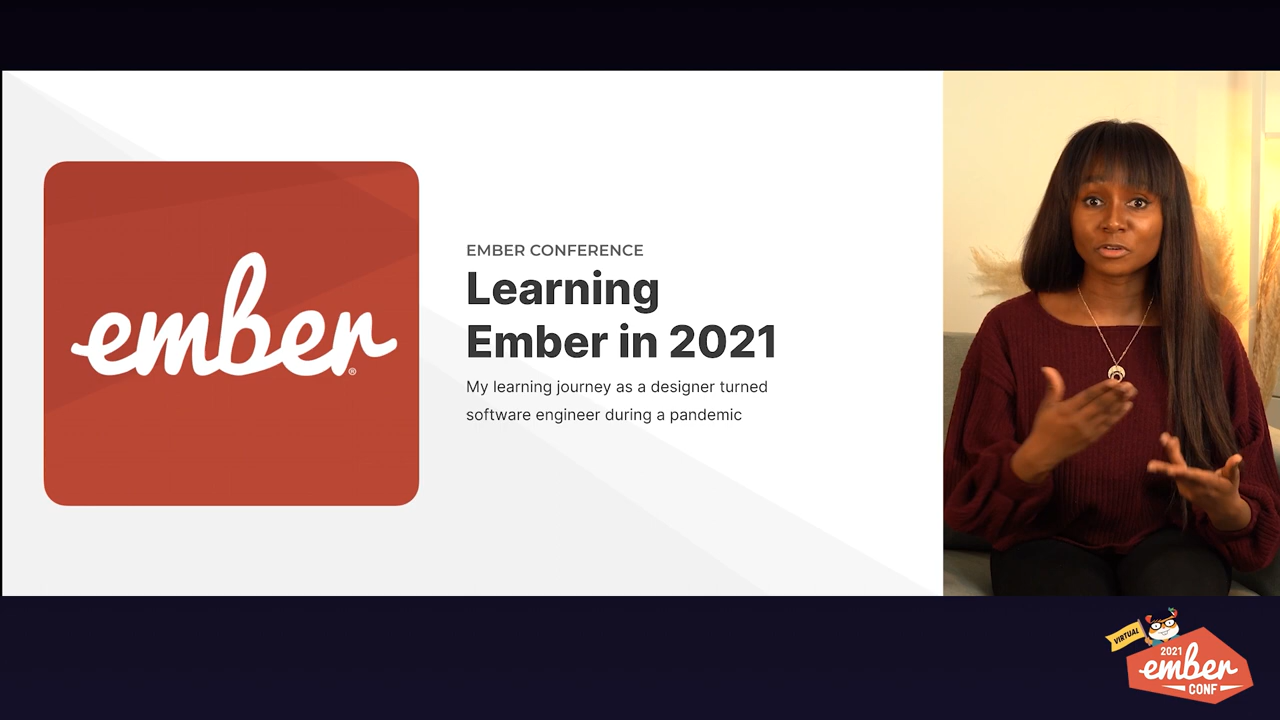 ember®
EMBER CONFERENCE
Learning
Ember in 2021
My learning journey as a designer turned
software engineer during a pandemic
VIRTUAL
2021
ember
CONF